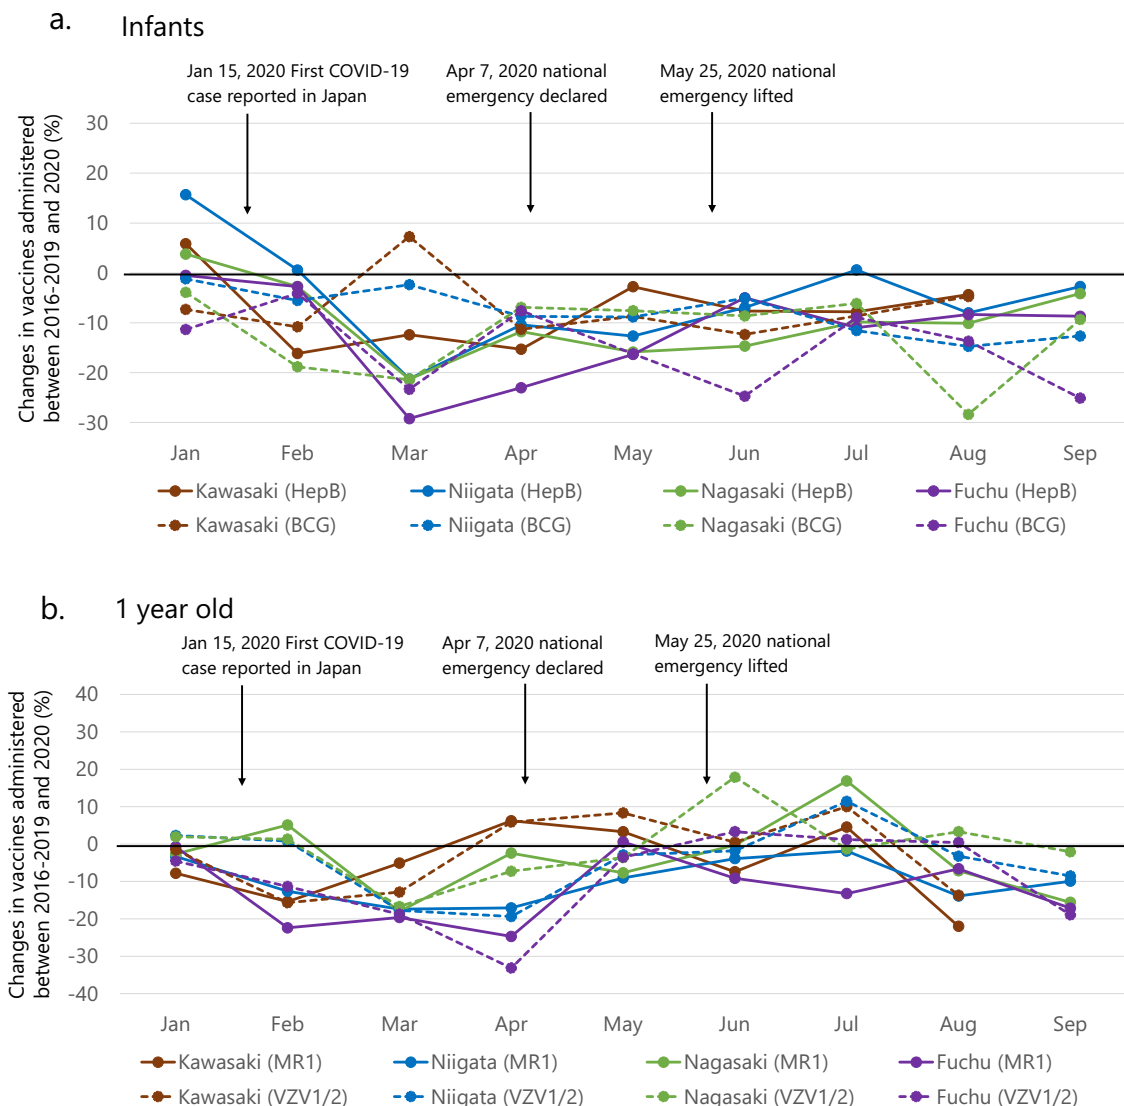 a.
Infants
Jan 15, 2020 First COVID-19
case reported in Japan
Apr 7, 2020 national
emergency declared
May 25, 2020 national
emergency lifted
Changes in vaccines administered
between 2016-2019 and 2020 (%)
30
20
10
0
-10
-20
-30
Jan Feb Mar Apr May Jun Jul Aug Sep
Kawasaki (HepB) Niigata (HepB) Nagasaki (HepB) Fuchu (HepB)
Kawasaki (BCG) Niigata (BCG) Nagasaki (BCG) Fuchu (BCG)
b.
1 year old
Jan 15, 2020 First COVID-19
case reported in Japan
Apr 7, 2020 national
emergency declared
May 25, 2020 national
emergency lifted
Changes in vaccines administered
between 2016-2019 and 2020 (%)
40
30
20
10
0
-10
-20
-30
-40
Jan Feb Mar Apr May Jun Jul Aug Sep
Kawasaki (MR1) Niigata (MR1) Nagasaki (MR1) Fuchu (MR1)
Kawasaki (VZV1/2) Niigata (VZV1/2) Nagasaki (VZV1/2) Fuchu (VZV1/2)